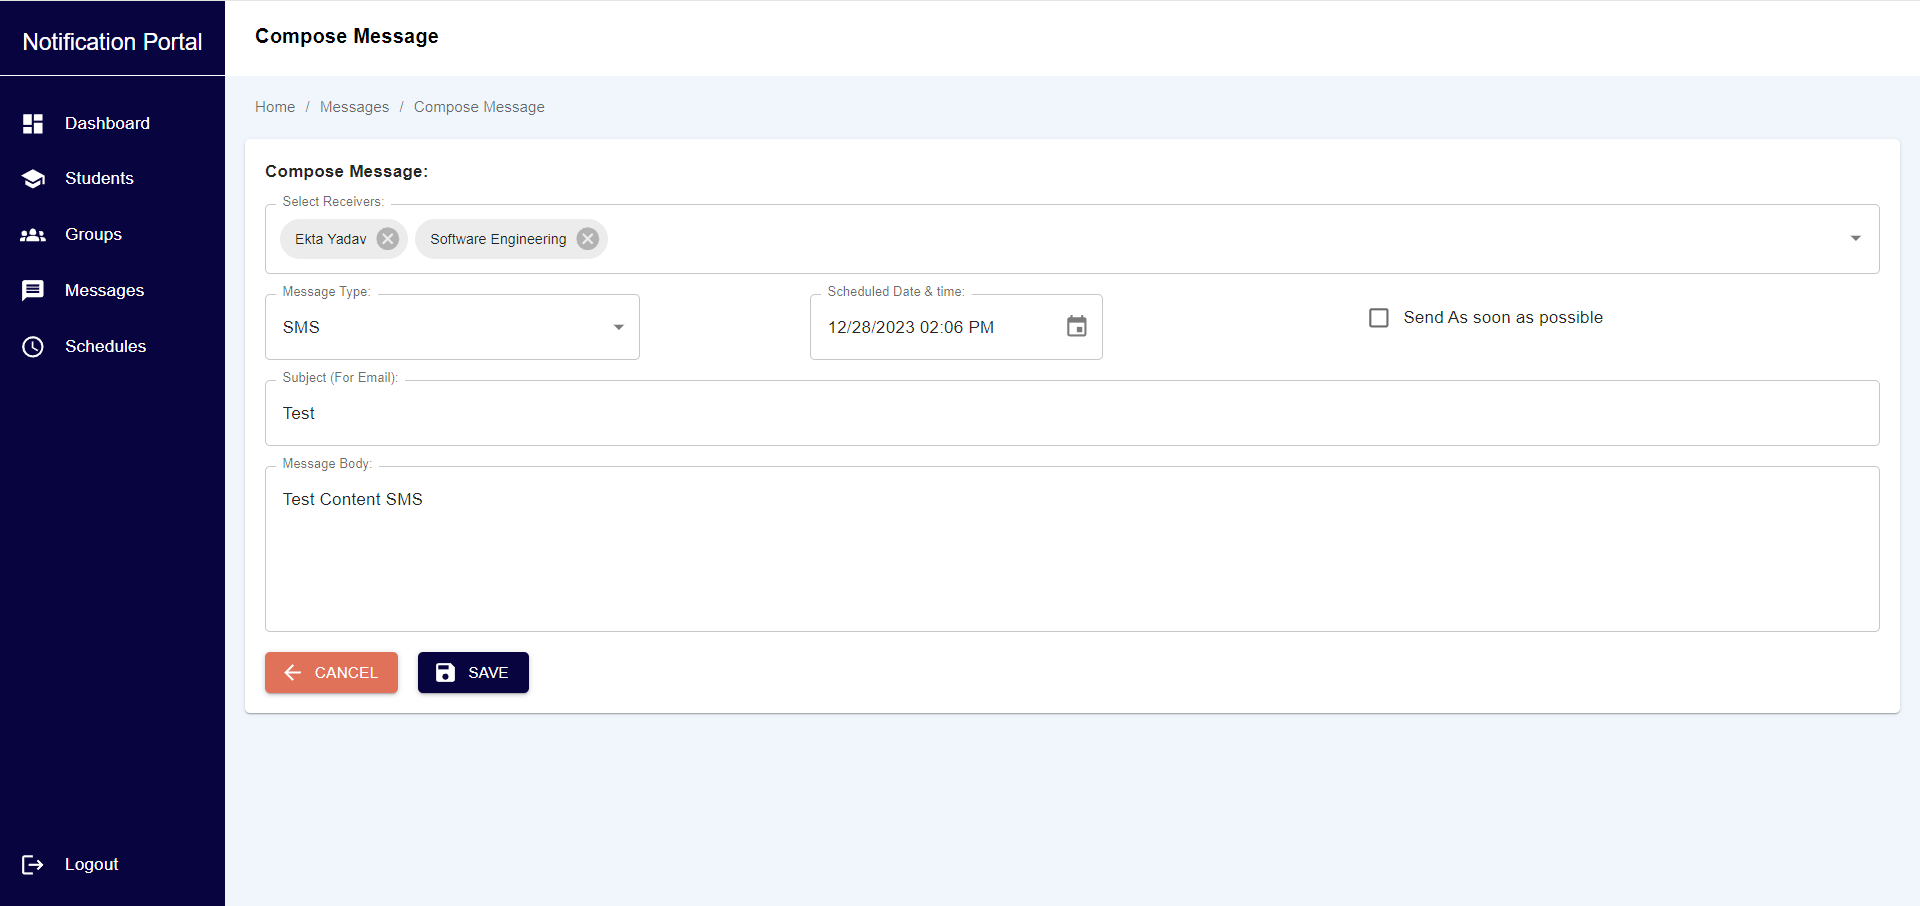 Notification Portal
Dashboard
Students
Groups
Messages
Schedules
Logout
Compose Message
Home / Messages / Compose Message
Compose Message:
Select Receivers:
Ekta Yadav Software Engineering
Message Type:
SMS
Scheduled Date & time:
12/28/2023 02:06 PM
Send As soon as possible
Subject (For Email):
Test
Message Body:
Test Content SMS
CANCEL SAVE